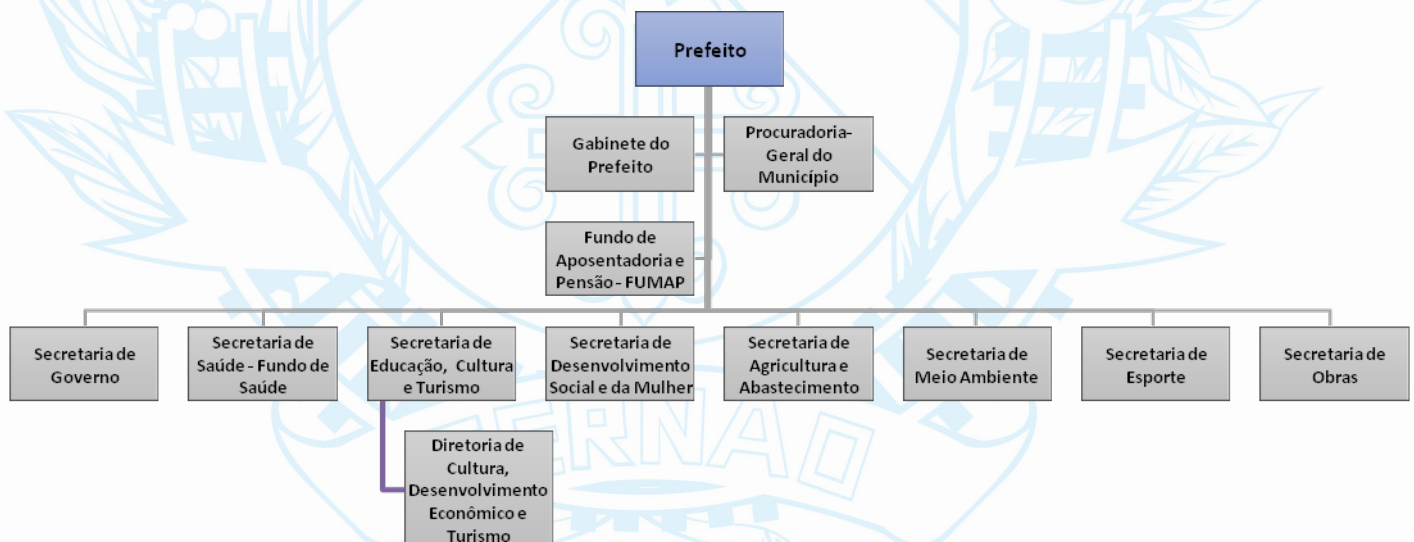 Prefeito
Gabinete do
Prefeito
Procuradoria-
Geral do
Município
Fundo de
Aposentadoria e
Pensão - FUMAP
Secretaria de
Governo
Secretaria de
Saúde - Fundo de
Saúde
Secretaria de
Educação, Cultura
e Turismo
Secretaria de
Desenvolvimento
Social e da Mulher
Secretaria de
Agricultura e
Abastecimento
Secretaria de
Meio Ambiente
Secretaria de
Esporte
Secretaria de
Obras
Diretoria de
Cultura,
Desenvolvimento
Econômico e
Turismo